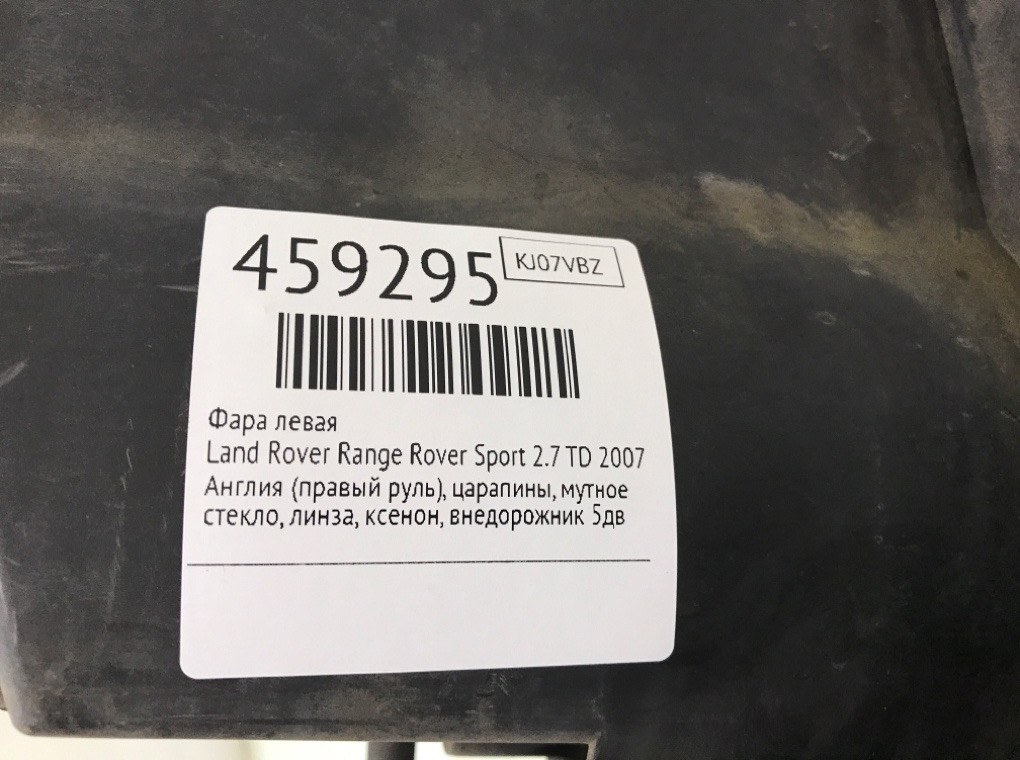 459295
KJ07VBZ
Фара левая
Land Rover Range Rover Sport 2.7 TD 2007
Англия (правый руль), царапины, мутное
стекло, линза, ксенон, внедорожник 5дв